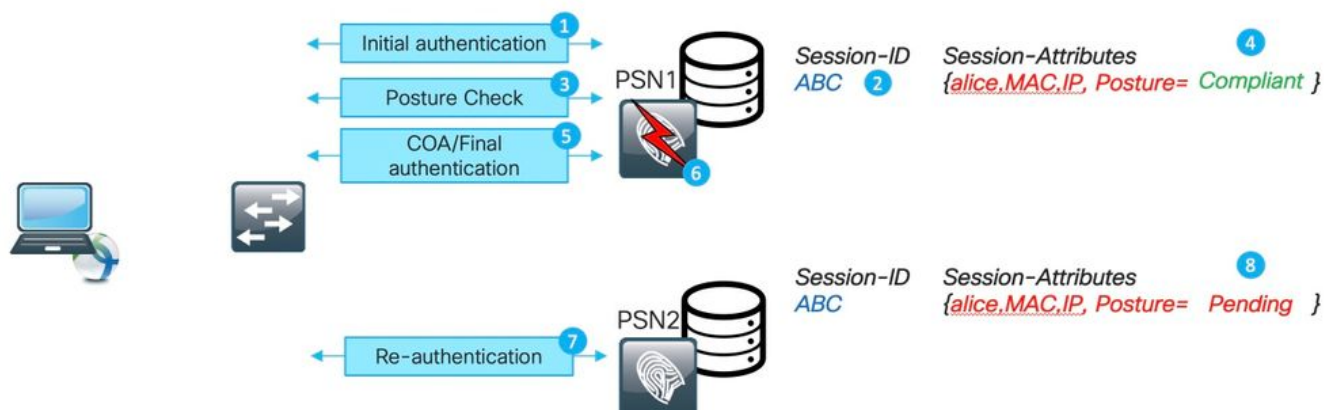 1
Initial authentication
PSN1
Session-ID Session-Attributes 4
ABC 2 {alice,MAC,IP, Posture= Compliant }
3
Posture Check
5
COA/Final
authentication
6
Session-ID Session-Attributes 8
ABC {alice,MAC,IP, Posture= Pending }
PSN2
7
Re-authentication